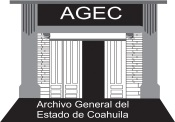 AGEC
Archivo General del
Estado de Coahuila